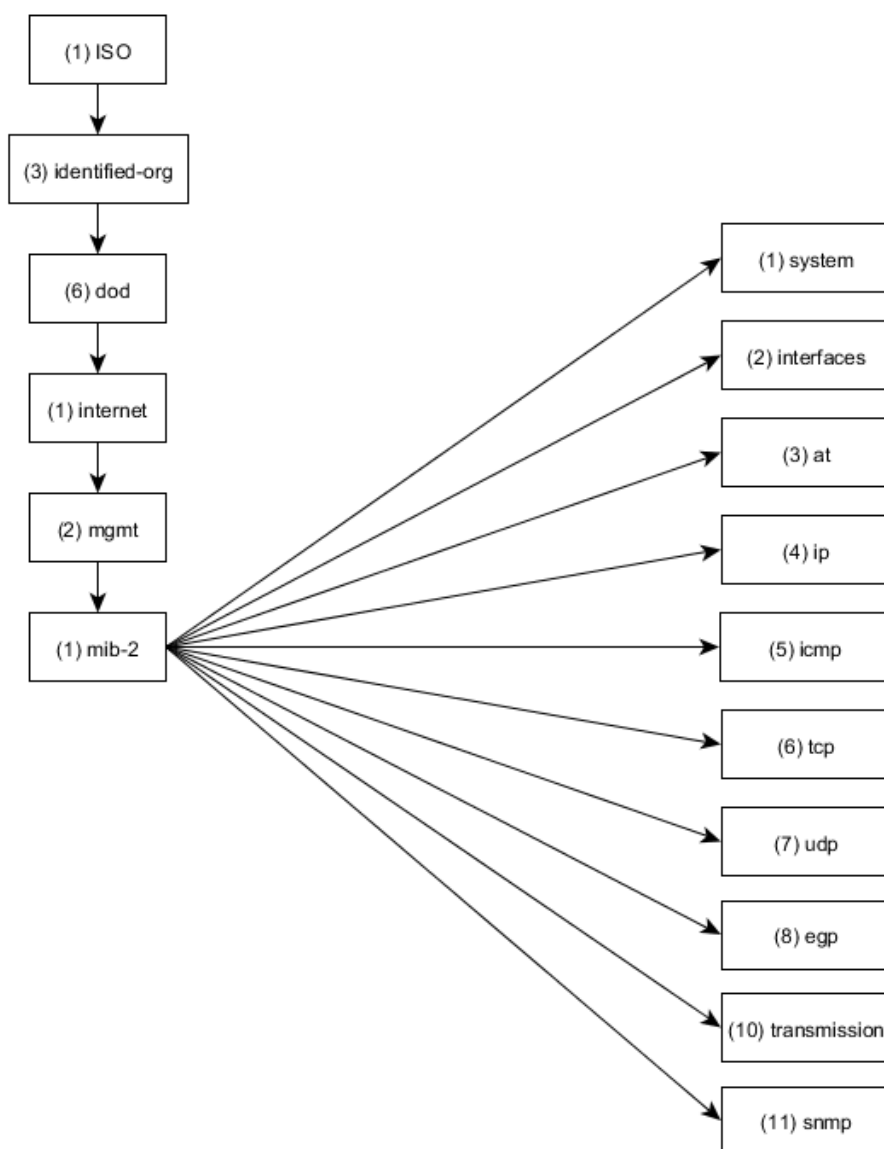 (1) ISO
(3) identified-org
(6) dod
(1) internet
(2) mgmt
(1) mib-2
(1) system
(2) interfaces
(3) at
(4) ip
(5) icmp
(6) tcp
(7) udp
(8) egp
(10) transmission
(11) snmp